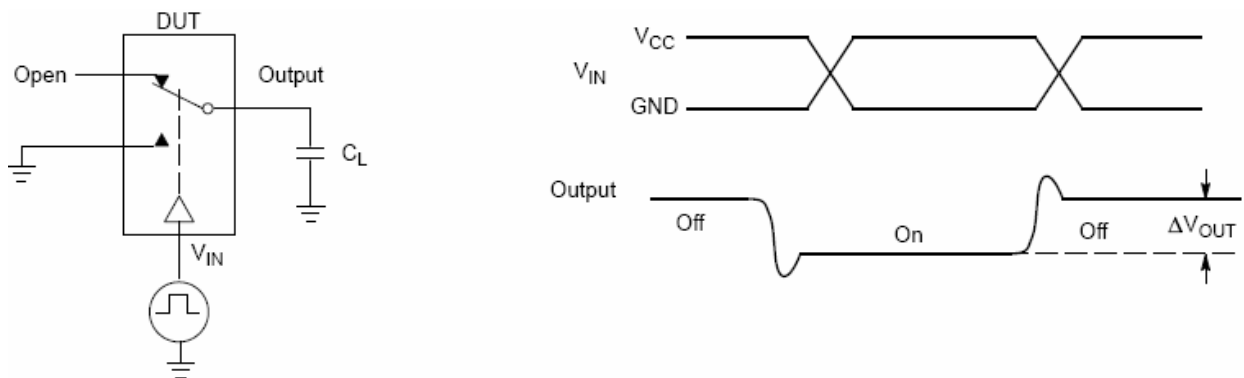 DUT
Open
Output
C_L
V_IN
V_CC
V_IN
GND
Output
Off
On
Off
ΔV_OUT